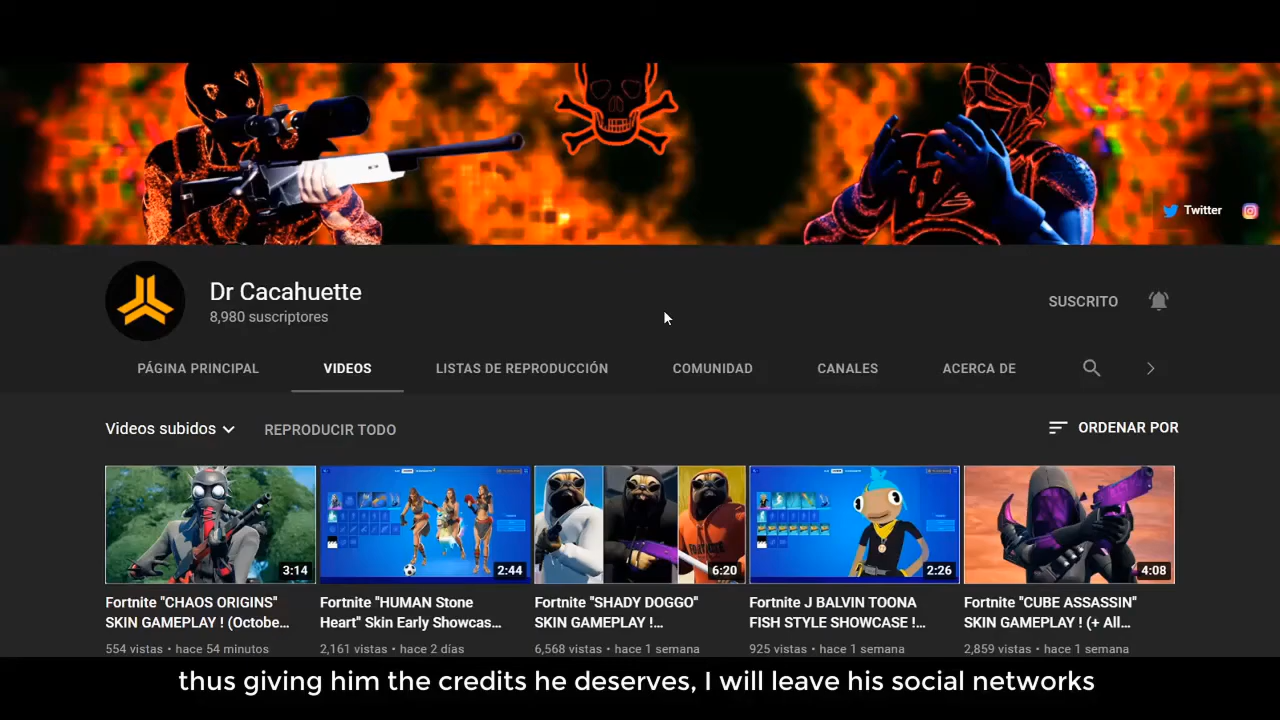 Twitter
Dr Cacahuette
8,980 suscriptores
SUSCRITO
PÁGINA PRINCIPAL
VIDEOS
LISTAS DE REPRODUCCIÓN
COMUNIDAD
CANALES
ACERCA DE
Videos subidos
REPRODUCIR TODO
ORDENAR POR
3:14
2:44
6:20
2:26
4:08
Fortnite "CHAOS ORIGINS"
SKIN GAMEPLAY ! (Octobe...
554 vistas • hace 54 minutos
Fortnite "HUMAN Stone
Heart" Skin Early Showcas...
2,161 vistas • hace 2 días
Fortnite "SHADY DOGGO"
SKIN GAMEPLAY !...
6,568 vistas • hace 1 semana
Fortnite J BALVIN TOONA
FISH STYLE SHOWCASE !...
925 vistas • hace 1 semana
Fortnite "CUBE ASSASSIN"
SKIN GAMEPLAY ! (+ All...
2,859 vistas • hace 1 semana
thus giving him the credits he deserves, I will leave his social networks